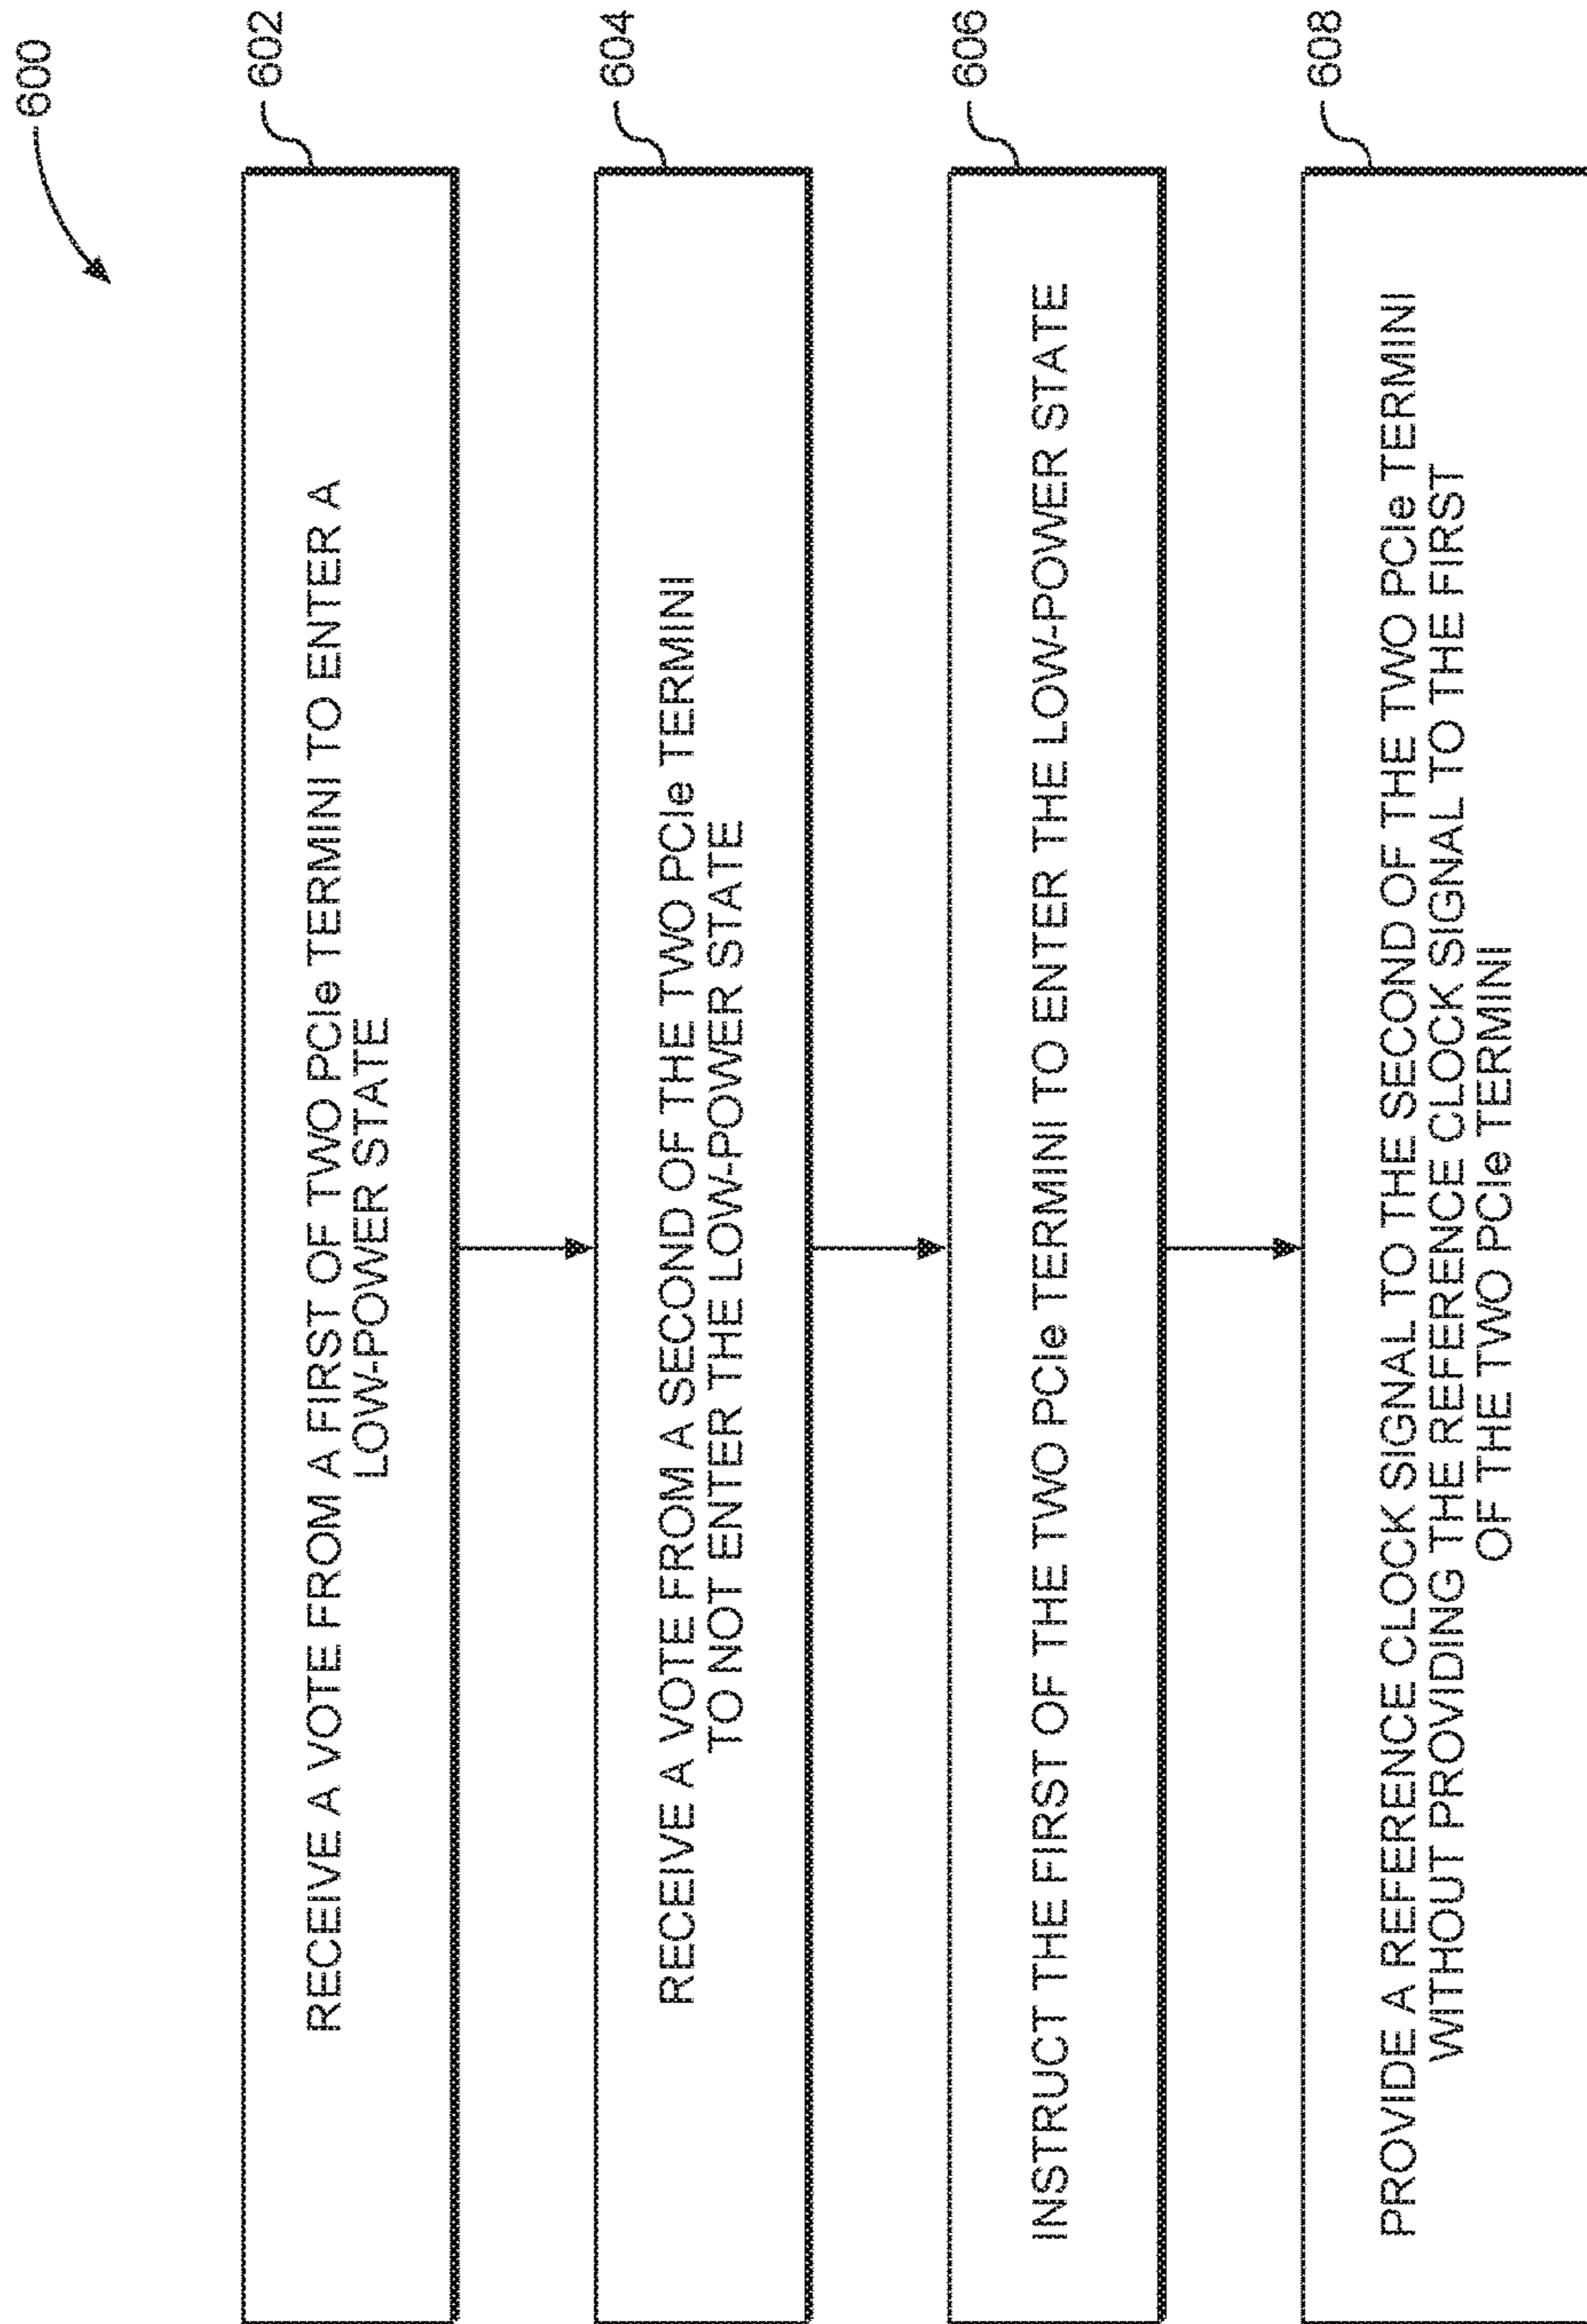 600
602
RECEIVE A VOTE FROM A FIRST OF TWO PCIe TERMINI TO ENTER A
LOW-POWER STATE
604
RECEIVE A VOTE FROM A SECOND OF THE TWO PCIe TERMINI
TO NOT ENTER THE LOW-POWER STATE
606
INSTRUCT THE FIRST OF THE TWO PCIe TERMINI TO ENTER THE LOW-POWER STATE
608
PROVIDE A REFERENCE CLOCK SIGNAL TO THE SECOND OF THE TWO PCIe TERMINI
WITHOUT PROVIDING THE REFERENCE CLOCK SIGNAL TO THE FIRST
OF THE TWO PCIe TERMINI